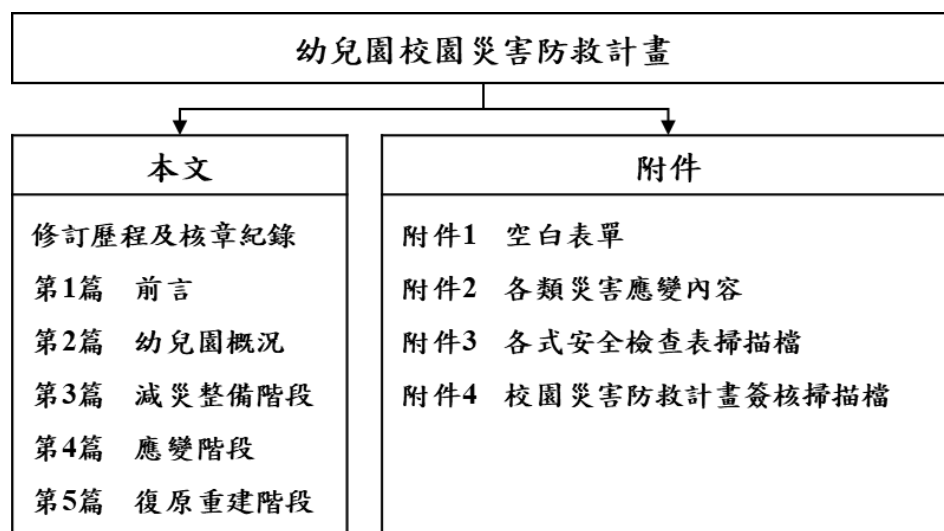 幼兒園校園災害防救計畫
本文
修訂歷程及核章紀錄
第1篇 前言
第2篇 幼兒園概況
第3篇 減災整備階段
第4篇 應變階段
第5篇 復原重建階段
附件
附件1 空白表單
附件2 各類災害應變內容
附件3 各式安全檢查表掃描檔
附件4 校園災害防救計畫簽核掃描檔